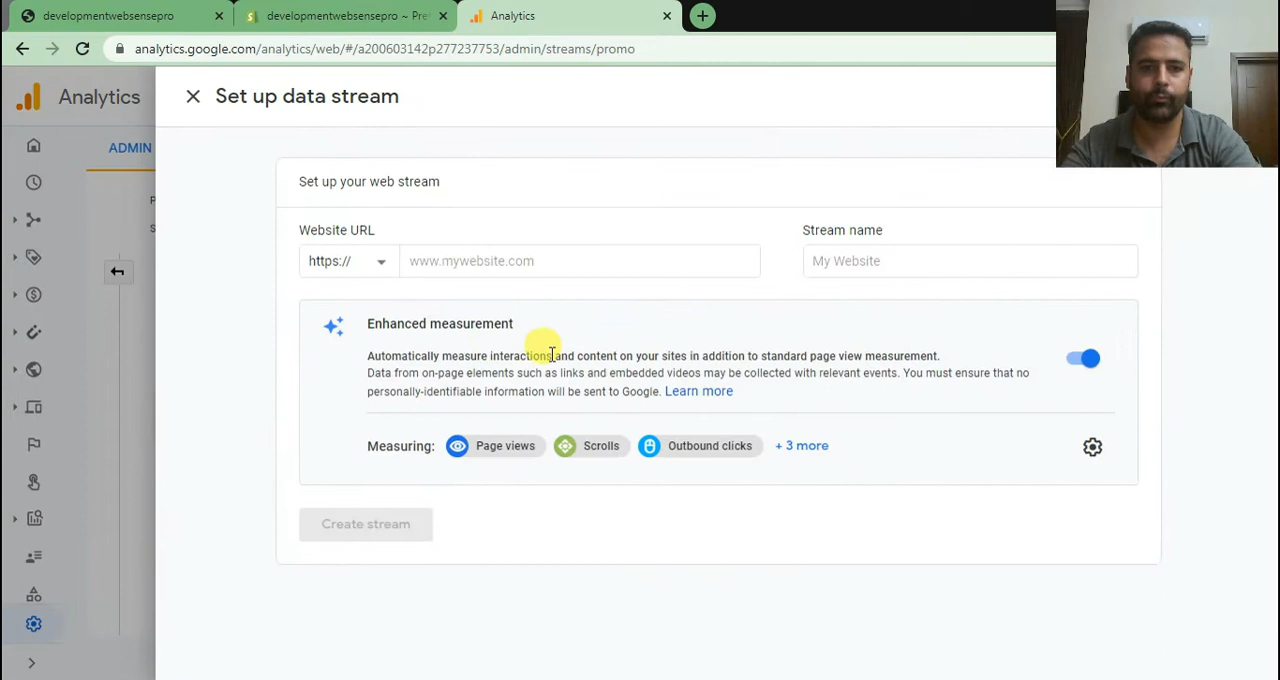 developmentwebsensepro
developmentwebsensepro ~ Pre
Analytics
analytics.google.com/analytics/web/#/a200603142p277237753/admin/streams/promo
Analytics
Set up data stream
ADMIN
Set up your web stream
Website URL
Stream name
https://
www.mywebsite.com
My Website
Enhanced measurement
Automatically measure interactions and content on your sites in addition to standard page view measurement.
Data from on-page elements such as links and embedded videos may be collected with relevant events. You must ensure that no
personally-identifiable information will be sent to Google. Learn more
Measuring: Page views Scrolls Outbound clicks + 3 more
Create stream